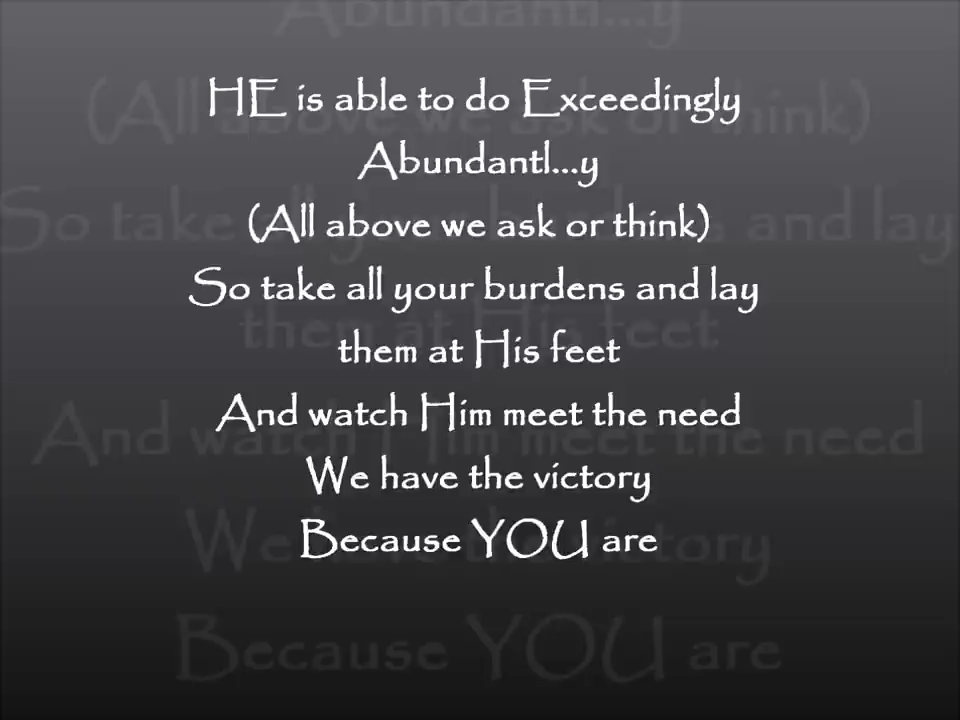 HE is able to do Exceedingly
Abundantl...y
(All above we ask or think)
So take all your burdens and lay
them at His feet
And watch Him meet the need
We have the victory
Because YOU are